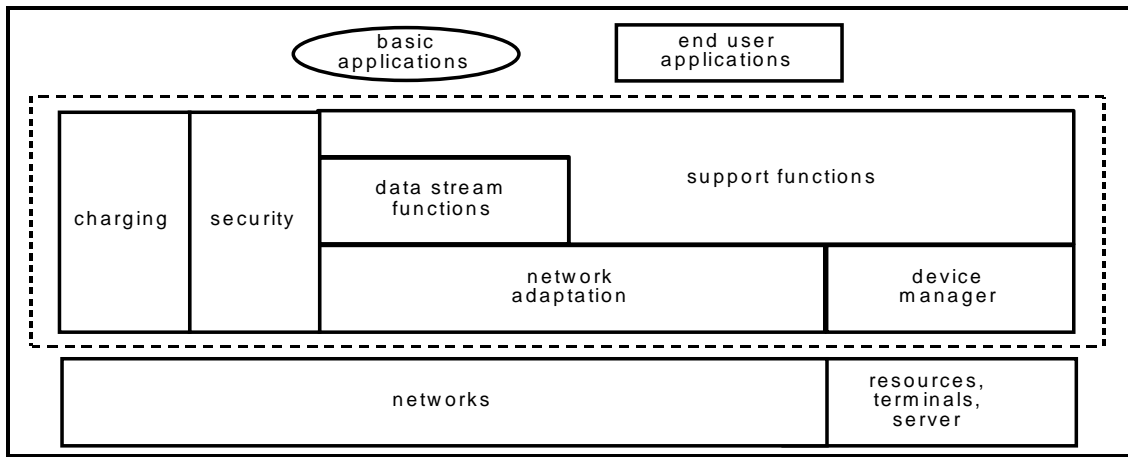 basic
applications
end user
applications
support functions
data stream
functions
charging
security
network
adaptation
device
manager
networks
resources,
terminals,
server